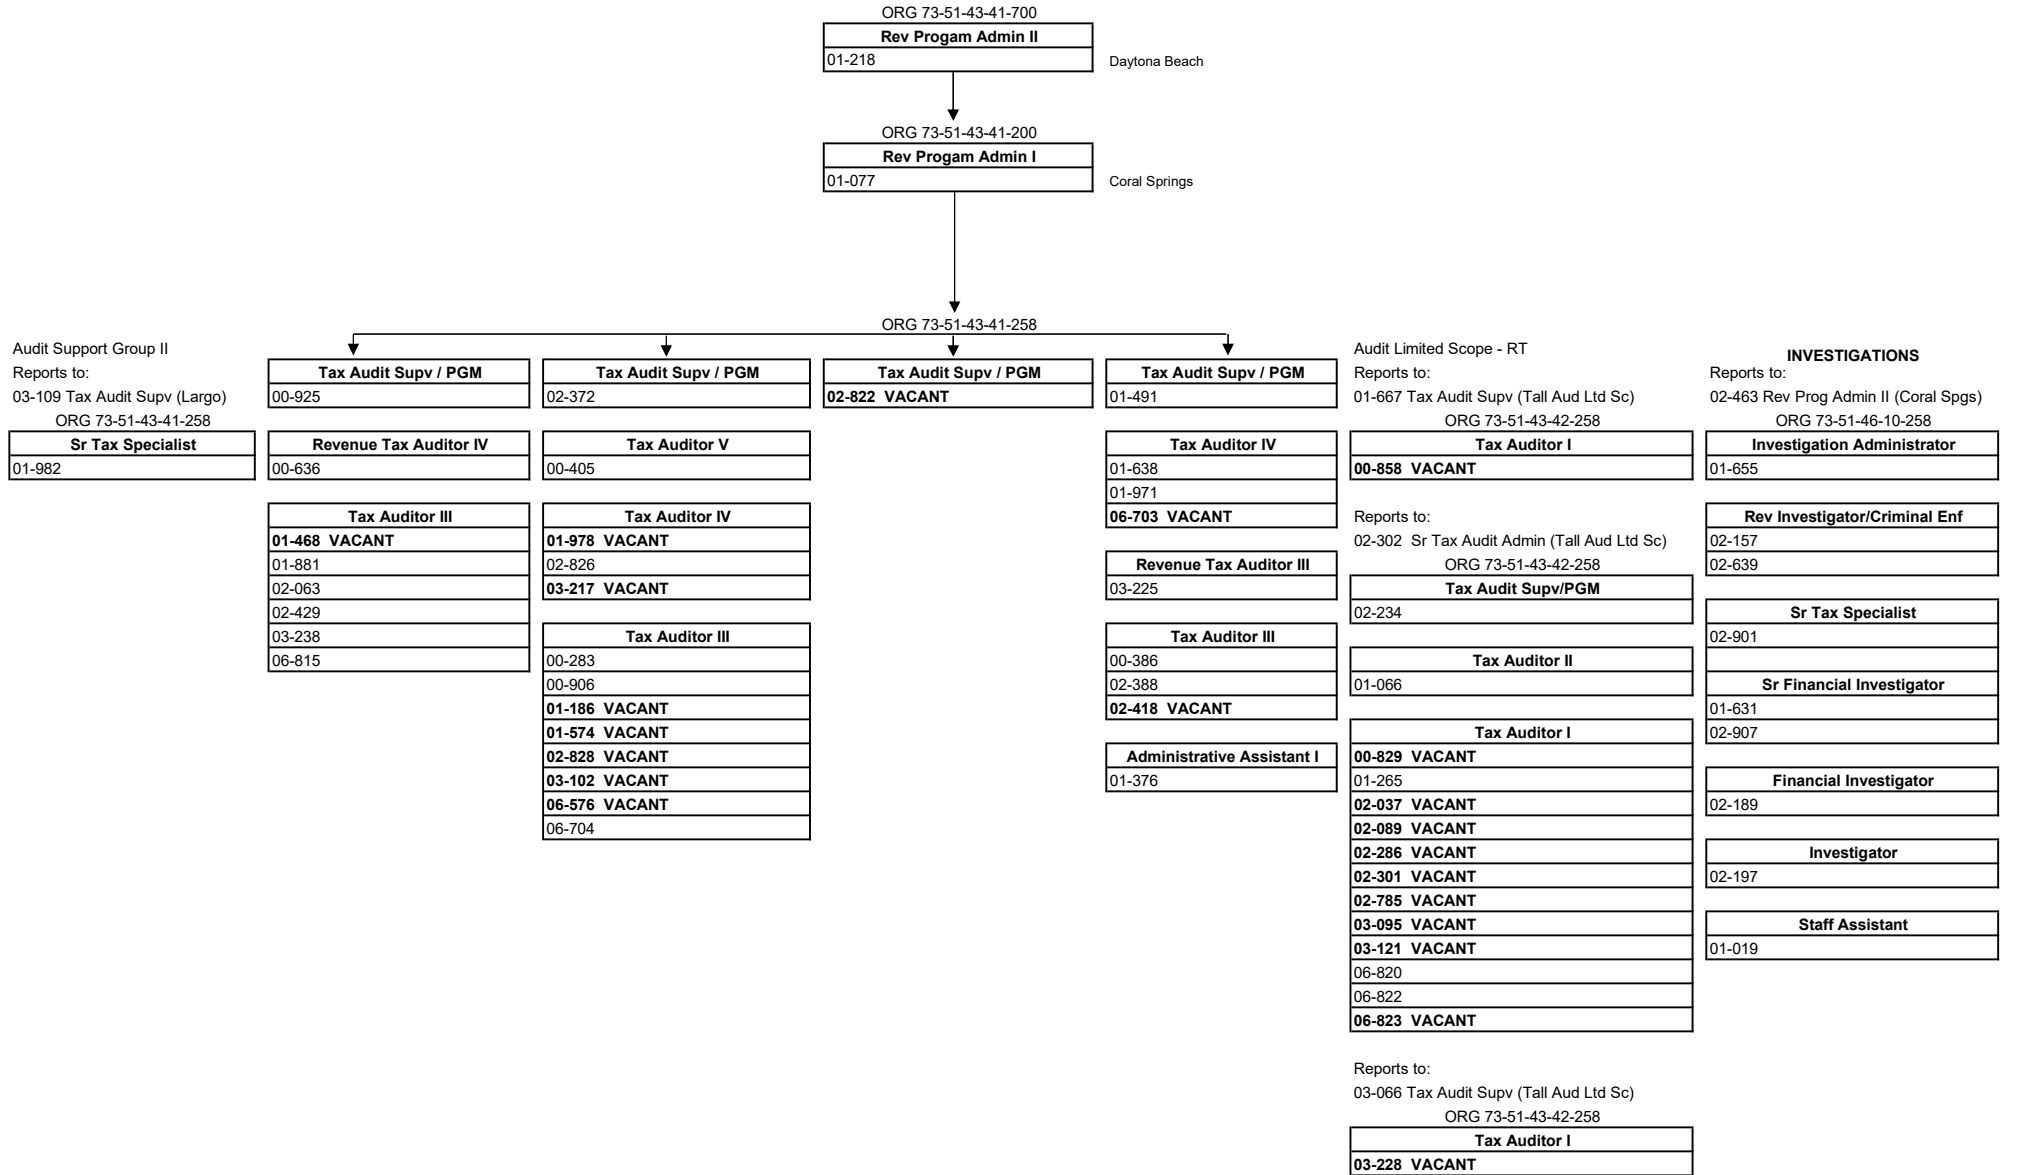 ORG 73-51-43-41-700
Rev Progam Admin II
01-218
Daytona Beach
ORG 73-51-43-41-200
Rev Progam Admin I
01-077
Coral Springs
ORG 73-51-43-41-258
Audit Support Group II
Reports to:
03-109 Tax Audit Supv (Largo)
ORG 73-51-43-41-258
Sr Tax Specialist
01-982
Tax Audit Supv / PGM
00-925
Revenue Tax Auditor IV
00-636
Tax Auditor III
01-468 VACANT
01-881
02-063
02-429
03-238
06-815
Tax Audit Supv / PGM
02-372
Tax Auditor V
00-405
Tax Auditor IV
01-978 VACANT
02-826
03-217 VACANT
Tax Auditor III
00-283
00-906
01-186 VACANT
01-574 VACANT
02-828 VACANT
03-102 VACANT
06-576 VACANT
06-704
Tax Audit Supv / PGM
02-822 VACANT
Tax Audit Supv / PGM
01-491
Tax Auditor IV
01-638
01-971
06-703 VACANT
Revenue Tax Auditor III
03-225
Tax Auditor III
00-386
02-388
02-418 VACANT
Administrative Assistant I
01-376
Audit Limited Scope - RT
Reports to:
01-667 Tax Audit Supv (Tall Aud Ltd Sc)
ORG 73-51-43-42-258
Tax Auditor I
00-858 VACANT
Reports to:
02-302 Sr Tax Audit Admin (Tall Aud Ltd Sc)
ORG 73-51-43-42-258
Tax Audit Supv/PGM
02-234
Tax Auditor II
01-066
Tax Auditor I
00-829 VACANT
01-265
02-037 VACANT
02-089 VACANT
02-286 VACANT
02-301 VACANT
02-785 VACANT
03-095 VACANT
03-121 VACANT
06-820
06-822
06-823 VACANT
Reports to:
03-066 Tax Audit Supv (Tall Aud Ltd Sc)
ORG 73-51-43-42-258
Tax Auditor I
03-228 VACANT
INVESTIGATIONS
Reports to:
02-463 Rev Prog Admin II (Coral Spgs)
ORG 73-51-46-10-258
Investigation Administrator
01-655
Rev Investigator/Criminal Enf
02-157
02-639
Sr Tax Specialist
02-901
Sr Financial Investigator
01-631
02-907
Financial Investigator
02-189
Investigator
02-197
Staff Assistant
01-019